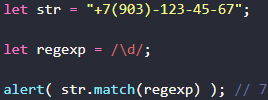 let str = "+7(903)-123-45-67";
let regexp = /\d/;
alert( str.match(regexp) ); // 7